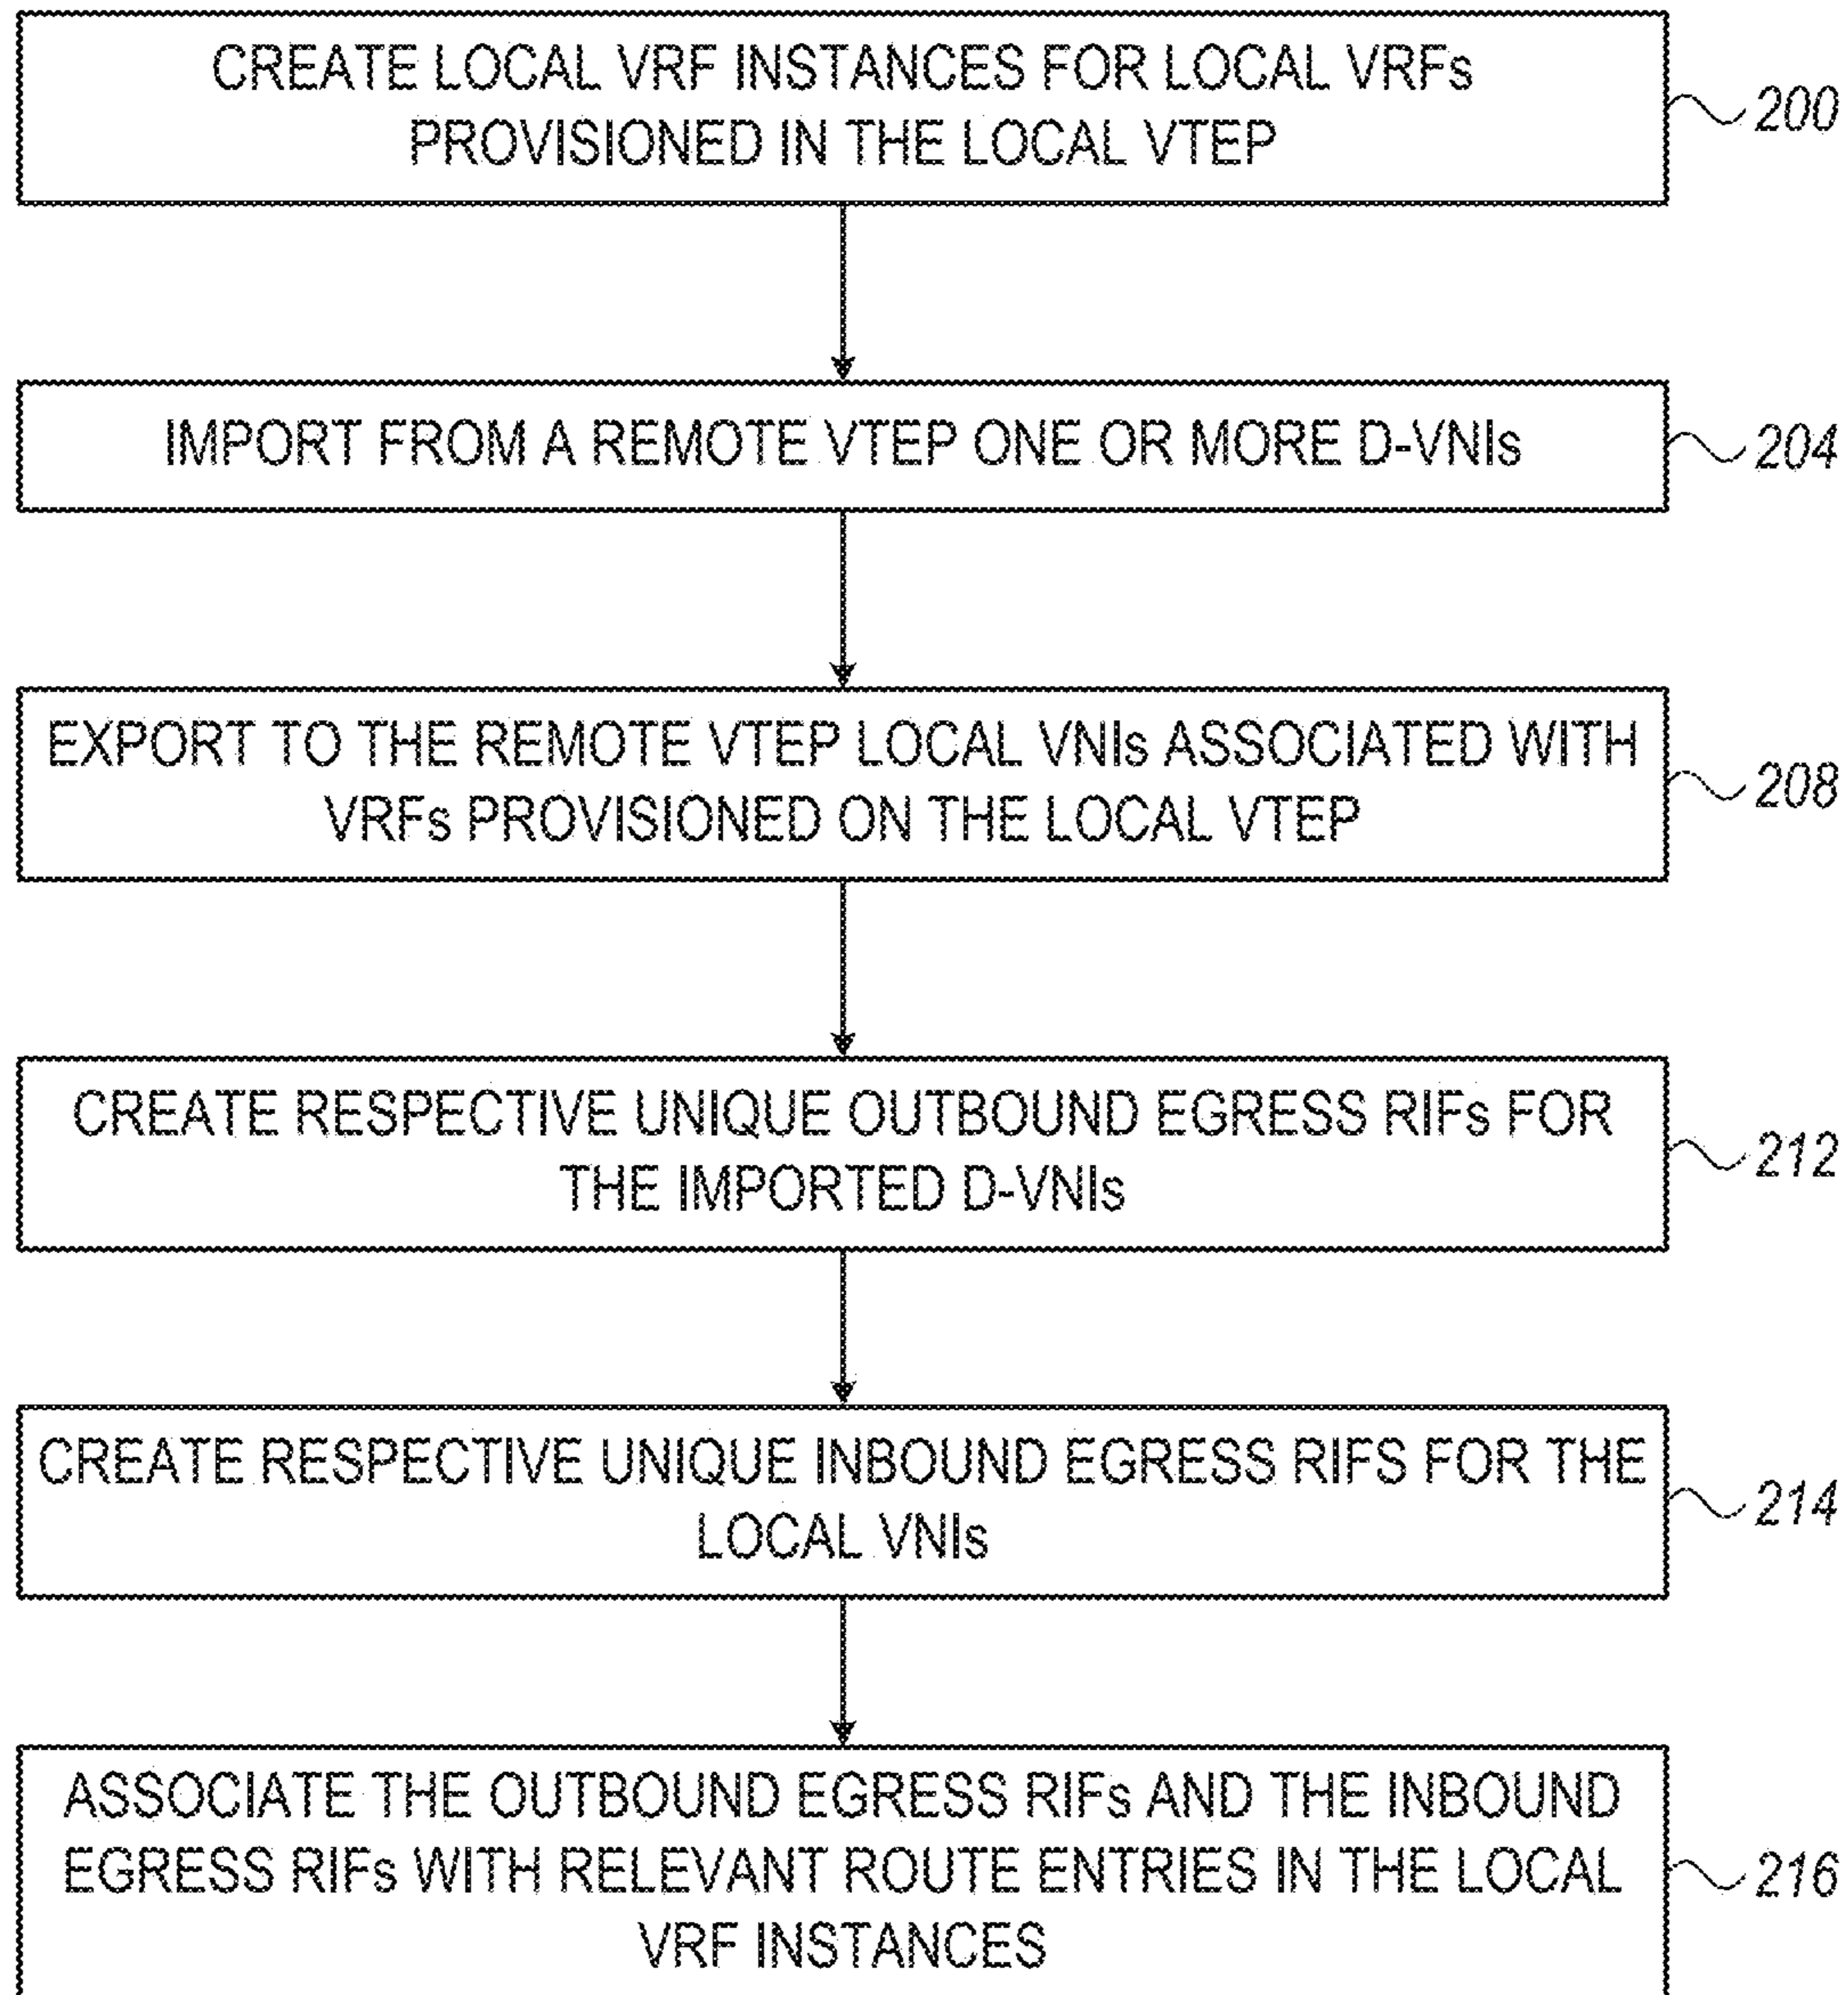 CREATE LOCAL VRF INSTANCES FOR LOCAL VRFs
PROVISIONED IN THE LOCAL VTEP
200
IMPORT FROM A REMOTE VTEP ONE OR MORE D-VNIs
204
EXPORT TO THE REMOTE VTEP LOCAL VNIs ASSOCIATED WITH
VRFs PROVISIONED ON THE LOCAL VTEP
208
CREATE RESPECTIVE UNIQUE OUTBOUND EGRESS RIFs FOR
THE IMPORTED D-VNIs
212
CREATE RESPECTIVE UNIQUE INBOUND EGRESS RIFS FOR THE
LOCAL VNIs
214
ASSOCIATE THE OUTBOUND EGRESS RIFs AND THE INBOUND
EGRESS RIFs WITH RELEVANT ROUTE ENTRIES IN THE LOCAL
VRF INSTANCES
216